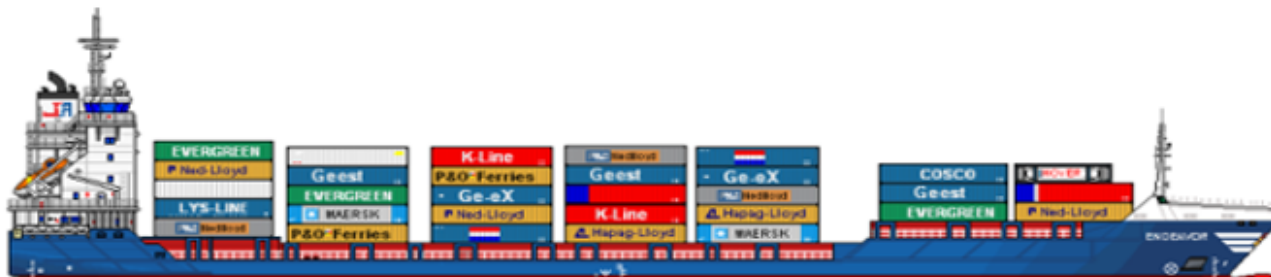 EVERGREEN
Ned-Lloyd
LYS-LINE
Nedlloyd
Geest
EVERGREEN
MAERSK
P&O Ferries
K-Line
P&O Ferries
Ge-eX
Ned-Lloyd
Nedlloyd
Geest
K-Line
Hapag-Lloyd
Ge-eX
Nedlloyd
Hapag-Lloyd
MAERSK
COSCO
Geest
EVERGREEN
HOYER
Ned-Lloyd
ENDEAVOR